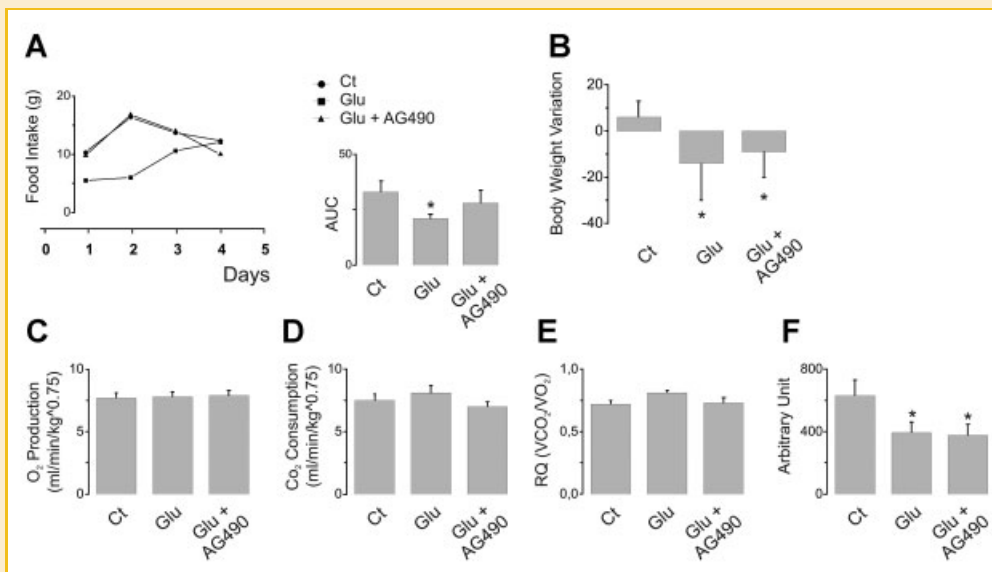 A
Food Intake (g)
20
10
0
0 1 2 3 4 5
Days
Ct
Glu
Glu + AG490
AUC
50
25
0
Ct
Glu
Glu +
AG490
B
Body Weight Variation
20
0
-20
-40
*
*
*
Ct
Glu
Glu +
AG490
C
O₂ Production
(ml/min/kg^0.75)
10
5
0
Ct
Glu
Glu +
AG490
D
Co₂ Consumption
(ml/min/kg^0.75)
10
5
0
Ct
Glu
Glu +
AG490
E
RQ (VCO₂/VO₂)
1,0
0,5
0,0
Ct
Glu
Glu +
AG490
F
Arbitrary Unit
800
400
0
*
*
Ct
Glu
Glu +
AG490